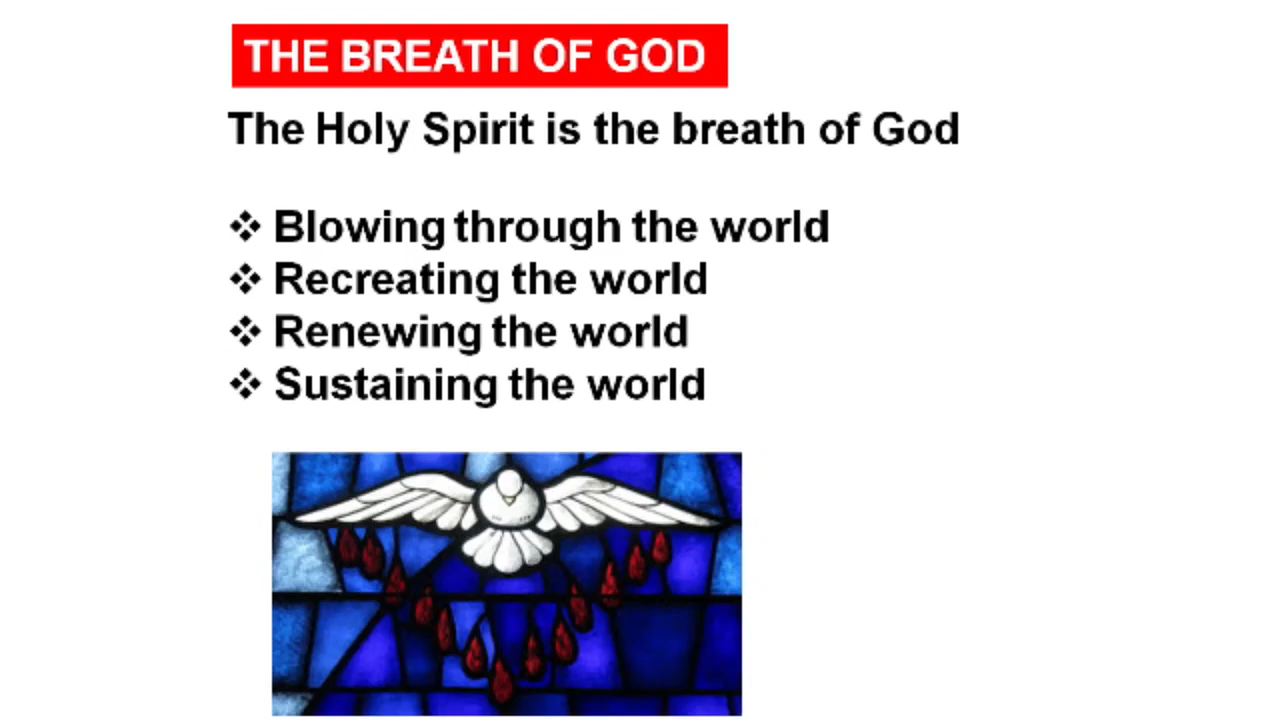 THE BREATH OF GOD
The Holy Spirit is the breath of God
❖ Blowing through the world
❖ Recreating the world
❖ Renewing the world
❖ Sustaining the world